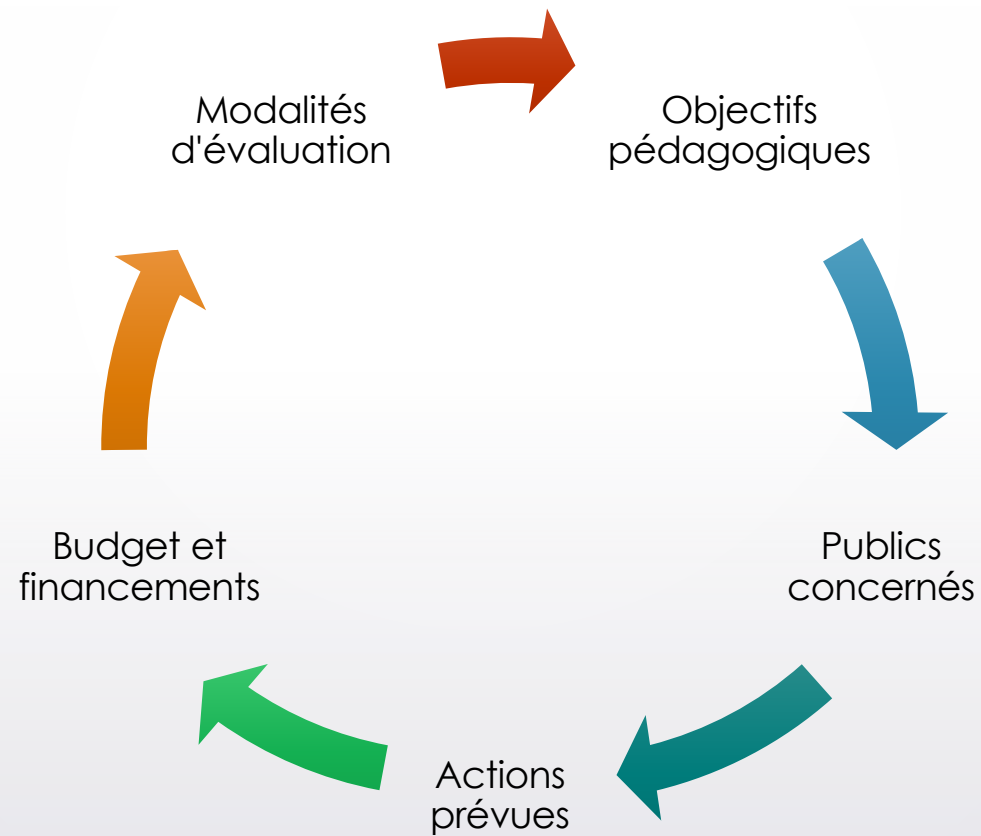 Modalités
d'évaluation
Objectifs
pédagogiques
Publics
concernés
Actions
prévues
Budget et
financements